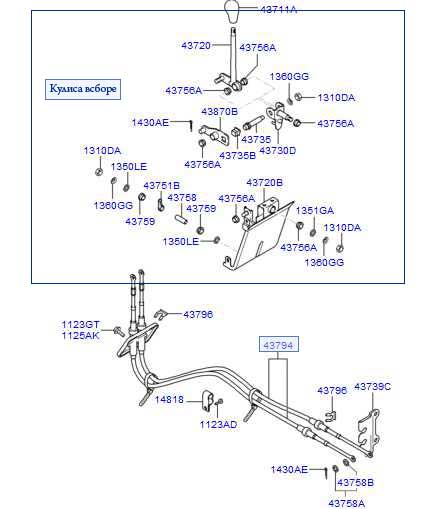 43711A
43720
43756A
Кулиса всборе
43756A
1360GG
1310DA
43870B
1430AE
43756A
43735
43756A
43735B
43730D
1310DA
1350LE
43751B
43758
43720B
1360GG
43759
43759
43756A
1351GA
1310DA
1350LE
43756A
1360GG
43796
1123GT
1125AK
43794
43796
43739C
14818
1123AD
1430AE
43758B
43758A